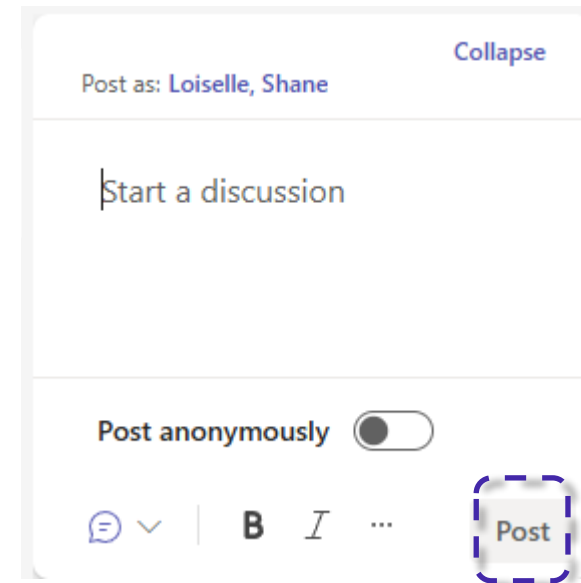 Collapse
Post as: Loiselle, Shane
Start a discussion
Post anonymously
B I ...
Post